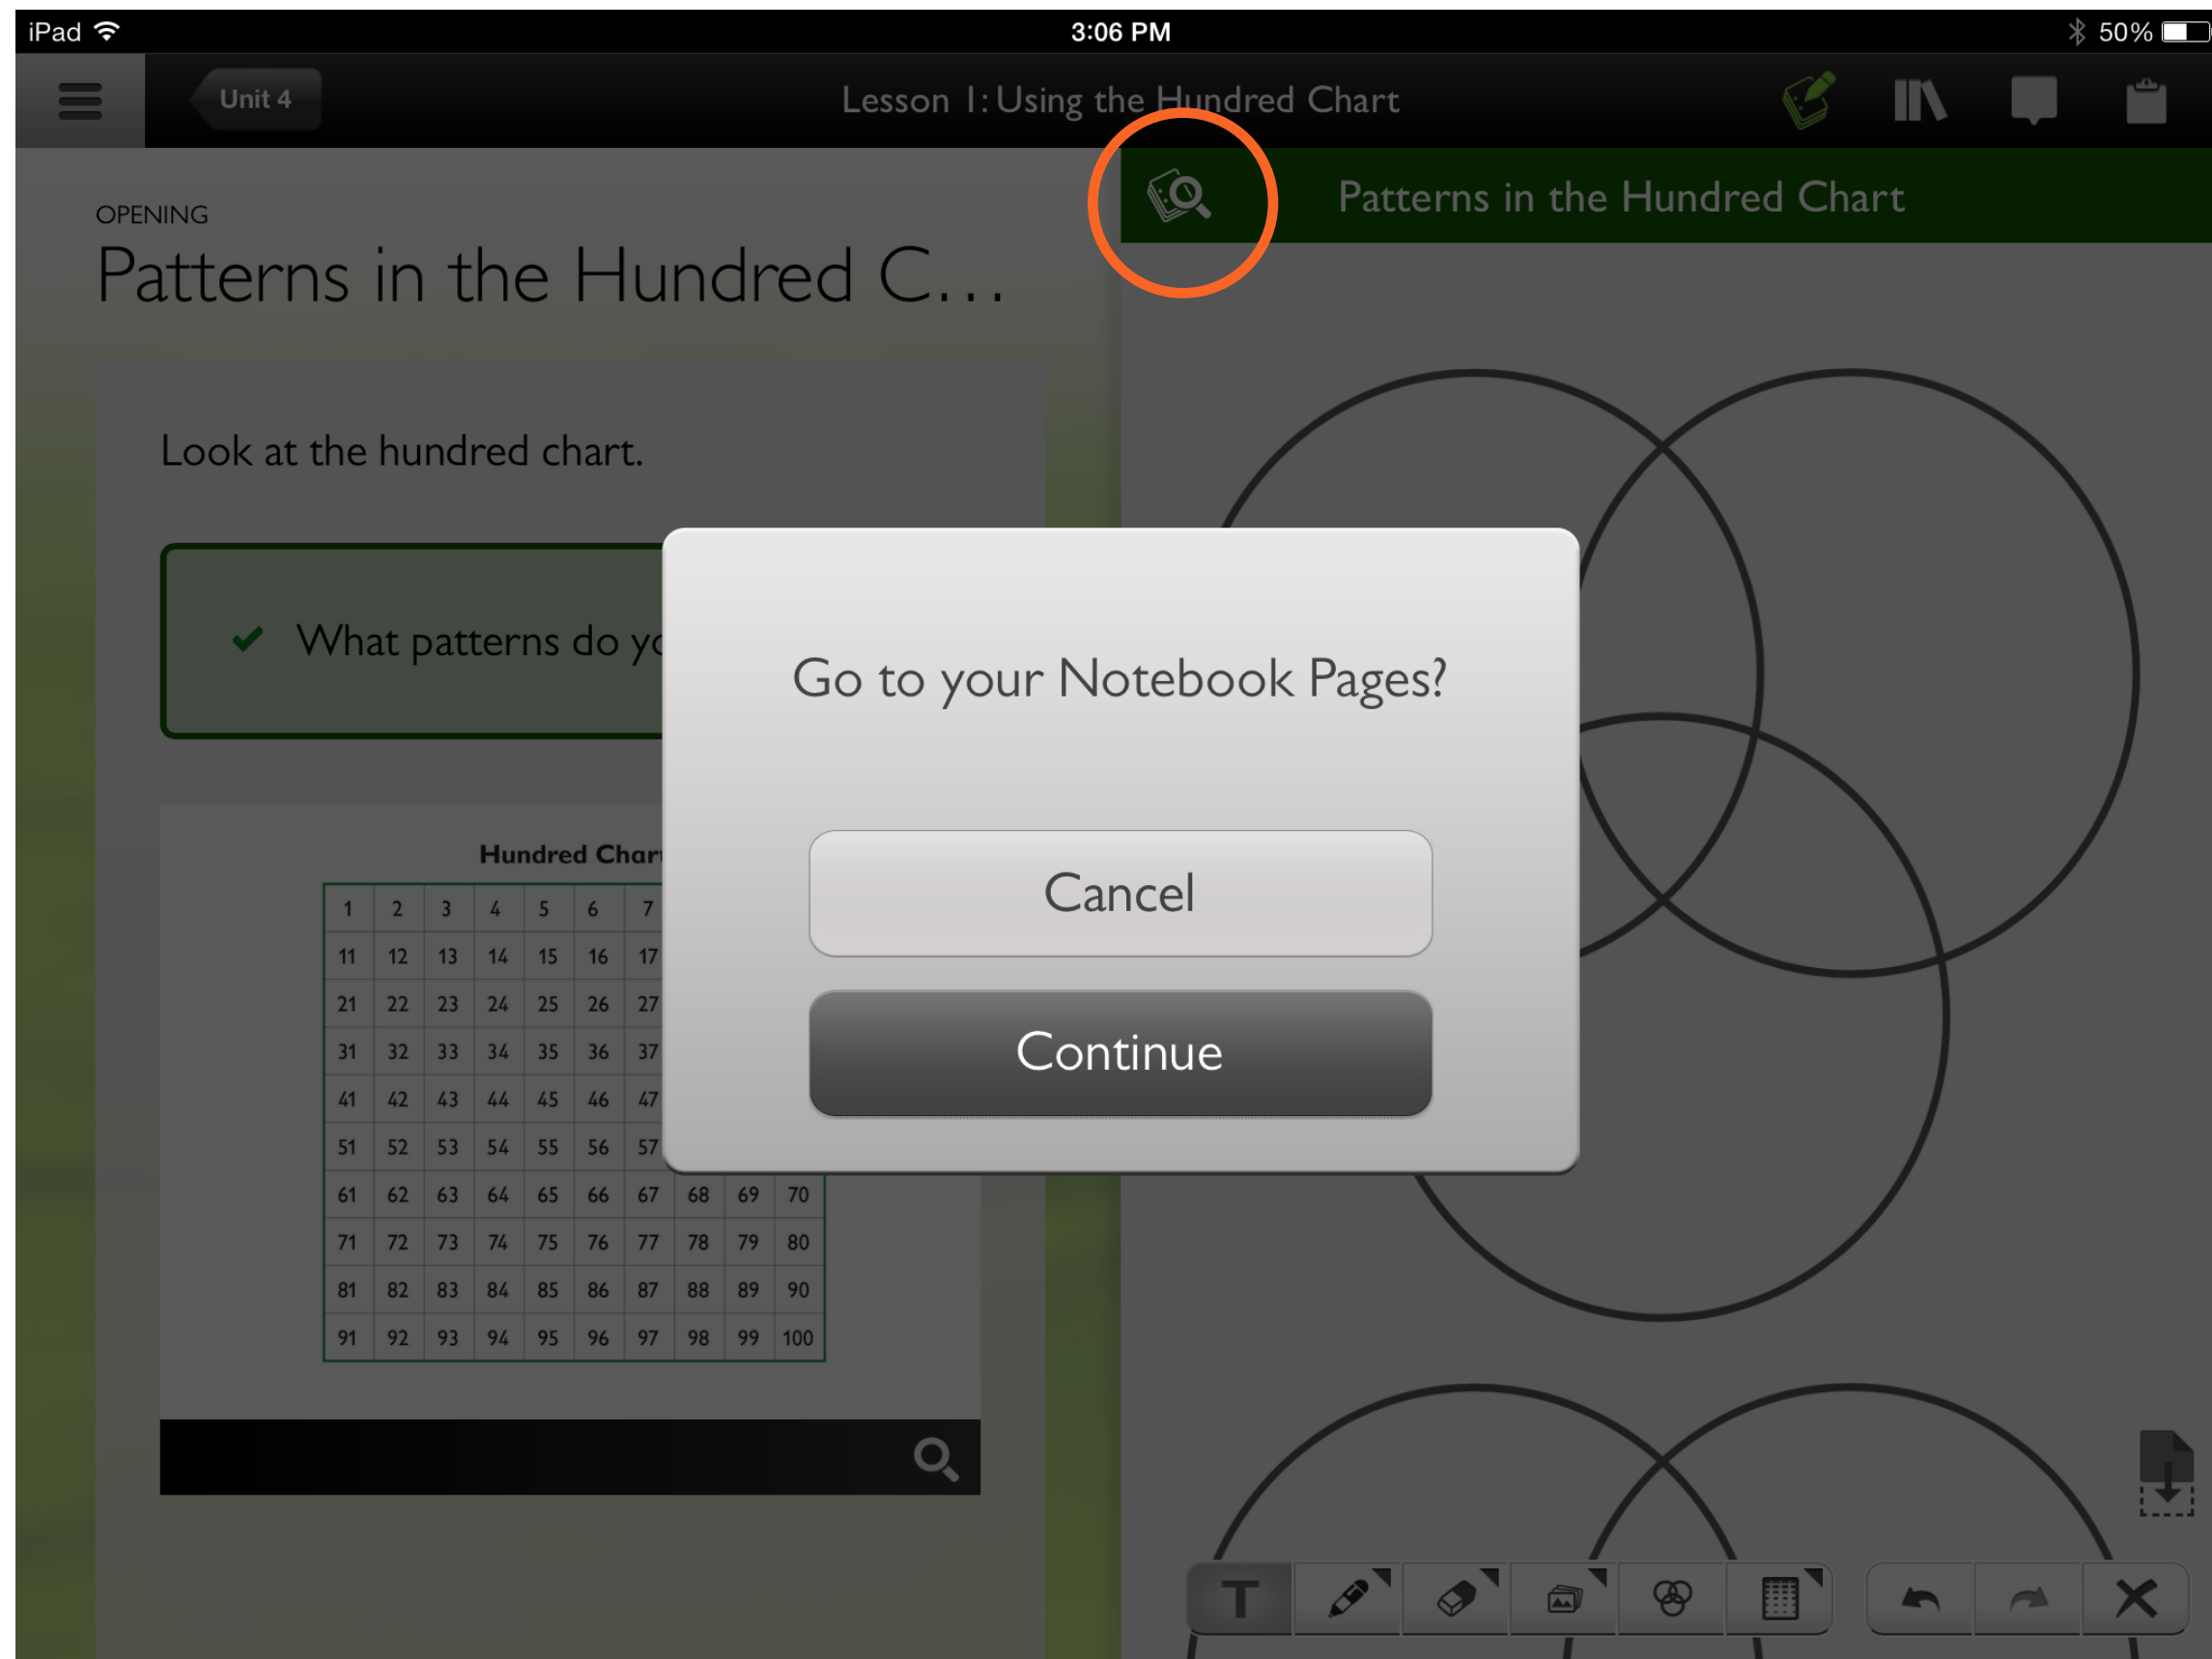 iPad 3:06 PM 50%
Unit 4 Lesson 1: Using the Hundred Chart
Patterns in the Hundred Chart
OPENING
Patterns in the Hundred C...
Look at the hundred chart.
What patterns do yo
Go to your Notebook Pages?
Cancel
Continue
Hundred Char
1 2 3 4 5 6 7
11 12 13 14 15 16 17
21 22 23 24 25 26 27
31 32 33 34 35 36 37
41 42 43 44 45 46 47
51 52 53 54 55 56 57
61 62 63 64 65 66 67 68 69 70
71 72 73 74 75 76 77 78 79 80
81 82 83 84 85 86 87 88 89 90
91 92 93 94 95 96 97 98 99 100
T